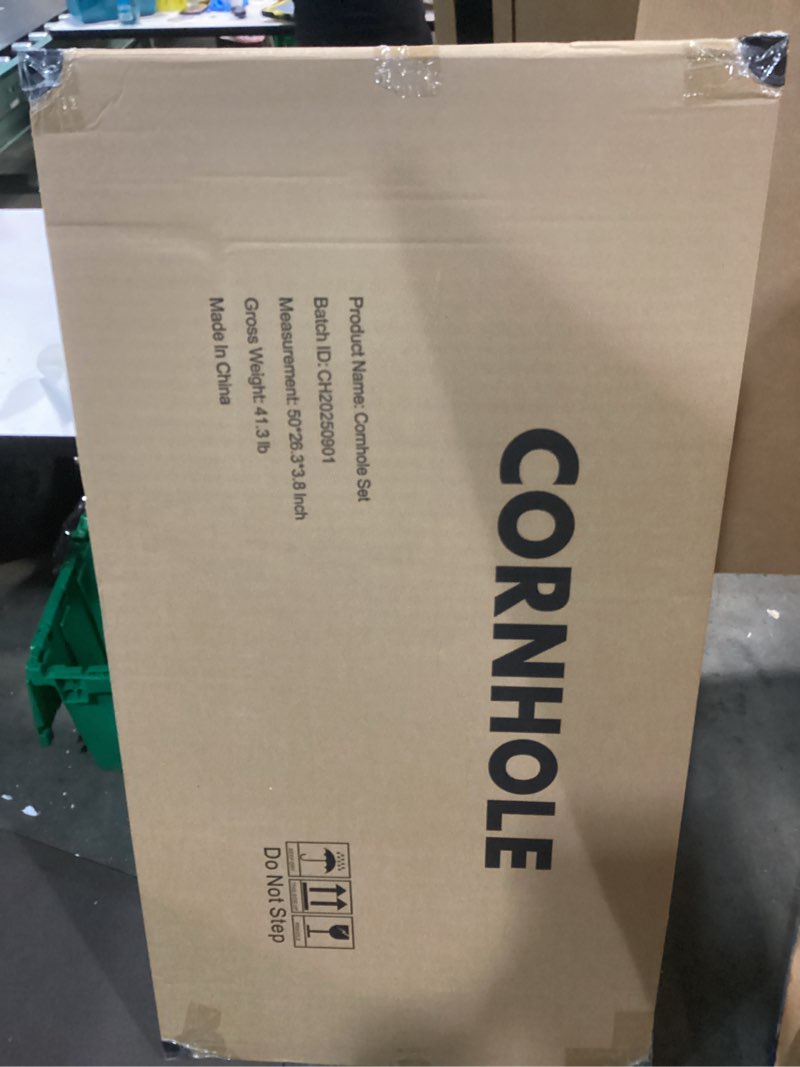 CORNHOLE
Product Name: Cornhole Set
Batch ID: CH20250901
Measurement: 50*26.3*3.8 Inch
Gross Weight: 41.3 lb
Made In China
Do Not Step